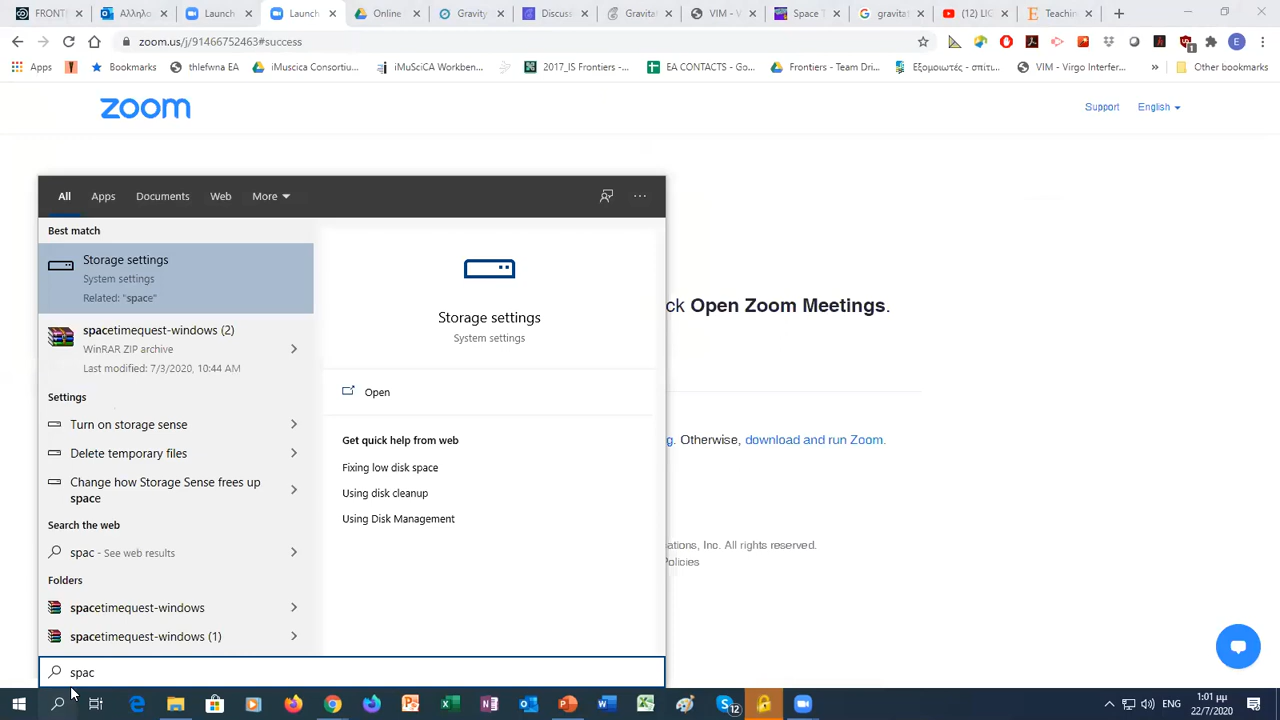 FRONTI
Αλληλογ
Launch
Launch
Online
Gravity
Discuss
Gravital
VIM - V
Space T
gravitat
(12) LIG
Teaching
zoom.us/j/91466752463#success
Apps
Bookmarks
thlefwna EA
iMuscica Consortiu...
iMuSCiCA Workben...
2017_IS Frontiers -...
EA CONTACTS - Go...
Frontiers - Team Dri...
Εξομοιωτές - σπιτυ...
VIM - Virgo Interfer...
»
Other bookmarks
zoom
Support
English
All
Apps
Documents
Web
More
...
Best match
Storage settings
System settings
Related: "space"
spacetimequest-windows (2)
WinRAR ZIP archive
Last modified: 7/3/2020, 10:44 AM
Settings
Turn on storage sense
Delete temporary files
Change how Storage Sense frees up
space
Search the web
spac - See web results
Folders
spacetimequest-windows
spacetimequest-windows (1)
spac
Storage settings
System settings
Open
Get quick help from web
Fixing low disk space
Using disk cleanup
Using Disk Management
ck Open Zoom Meetings.
g. Otherwise, download and run Zoom.
ations, Inc. All rights reserved.
Policies
12
ENG
1:01 μμ
22/7/2020